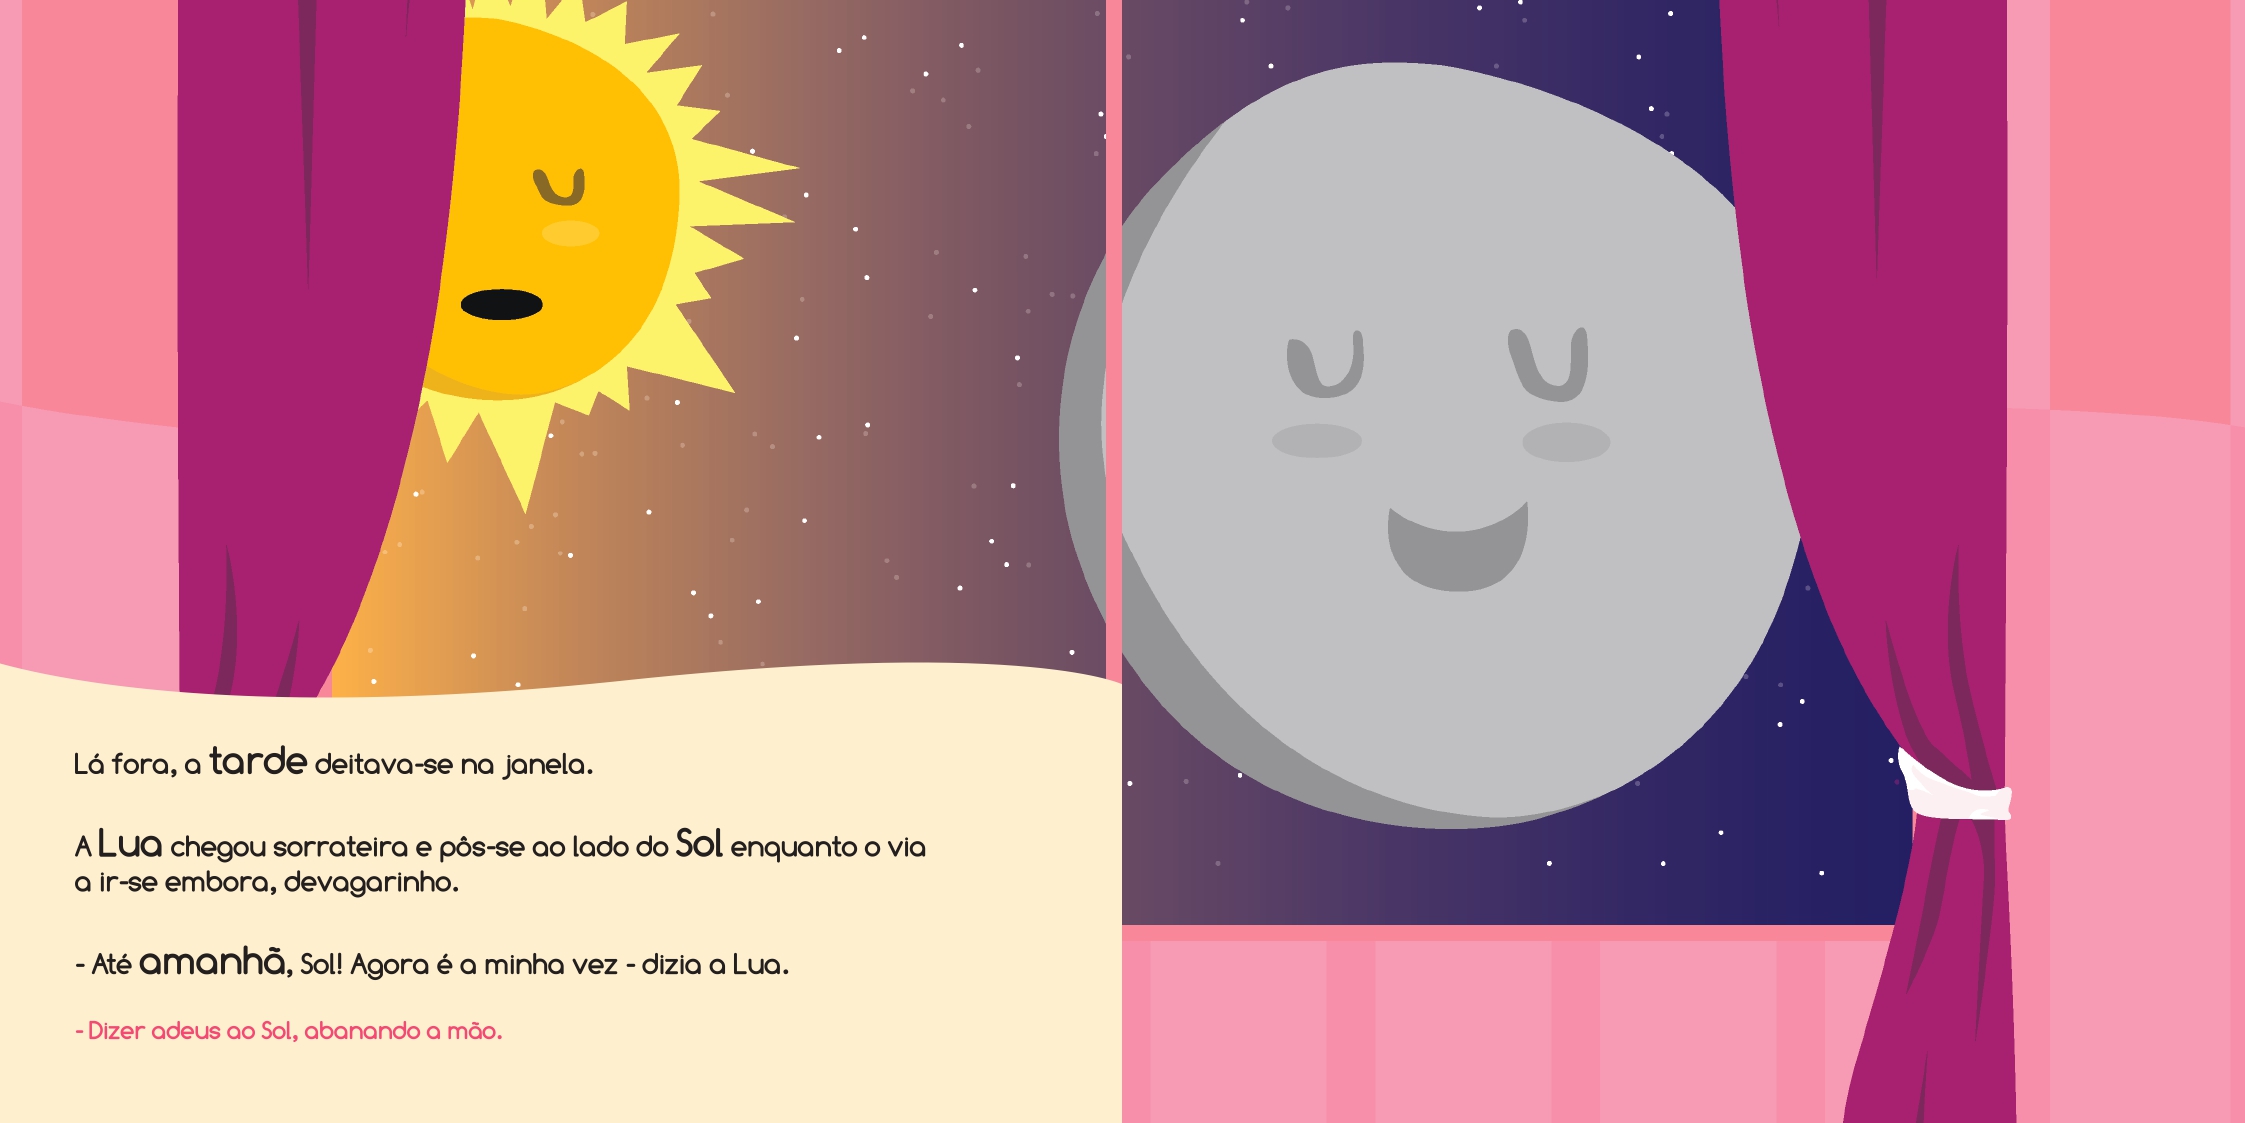 Lá fora, a tarde deitava-se na janela.
A Lua chegou sorrateira e pôs-se ao lado do Sol enquanto o via
a ir-se embora, devagarinho.
- Até amanhã, Sol! Agora é a minha vez - dizia a Lua.
- Dizer adeus ao Sol, abanando a mão.